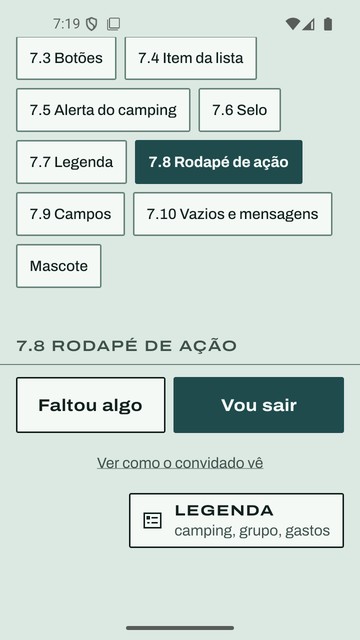 7:19
7.3 Botões
7.4 Item da lista
7.5 Alerta do camping
7.6 Selo
7.7 Legenda
7.8 Rodapé de ação
7.9 Campos
7.10 Vazios e mensagens
Mascote
7.8 RODAPÉ DE AÇÃO
Faltou algo
Vou sair
Ver como o convidado vê
LEGENDA
camping, grupo, gastos